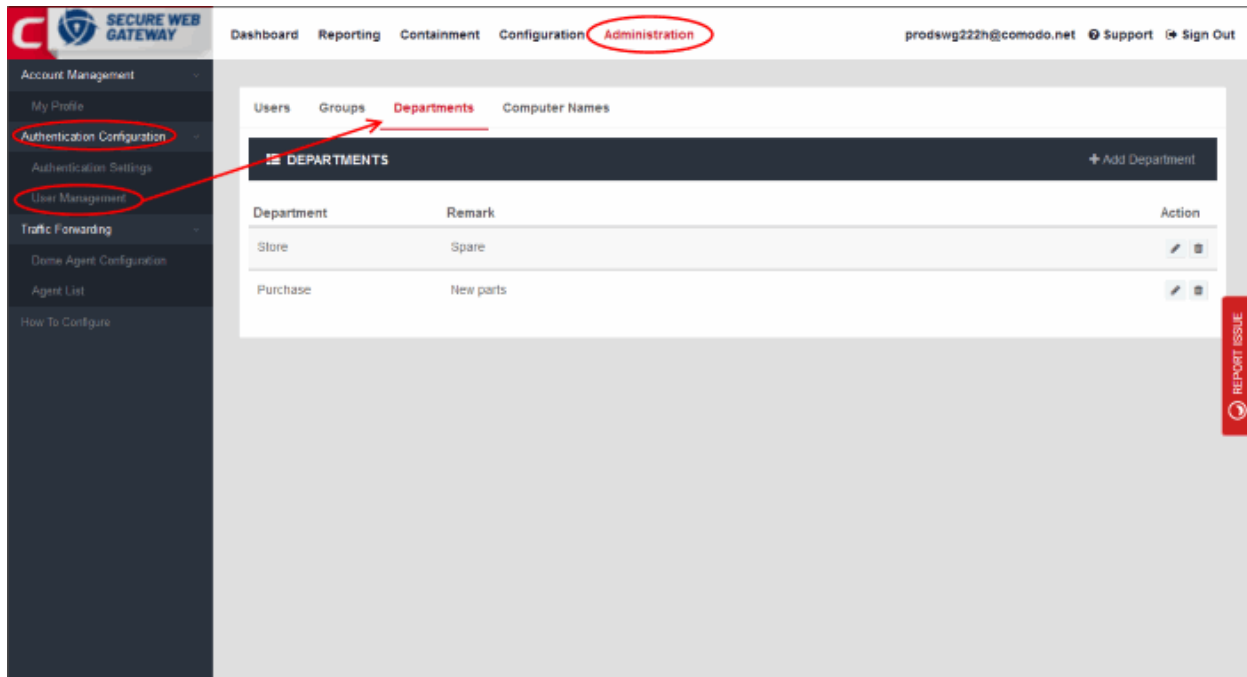 SECURE WEB
GATEWAY
Dashboard Reporting Containment Configuration Administration prodswg222h@comodo.net Support Sign Out
Account Management
My Profile
Authentication Configuration
Authentication Settings
User Management
Traffic Forwarding
Dome Agent Configuration
Agent List
How To Configure
Users Groups Departments Computer Names
DEPARTMENTS + Add Department
Department Remark Action
Store Spare
Purchase New parts
REPORT ISSUE